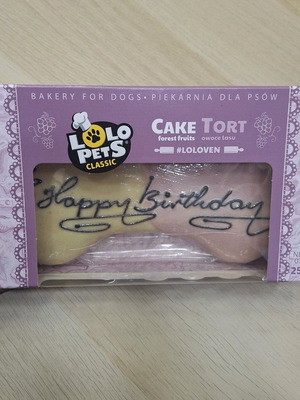 BAKERY FOR DOGS • PIEKARNIA DLA PSÓW
LOLO
PETS
CLASSIC
CAKE TORT
forest fruits owoce lasu
#LOLOVEN
Happy Birthday